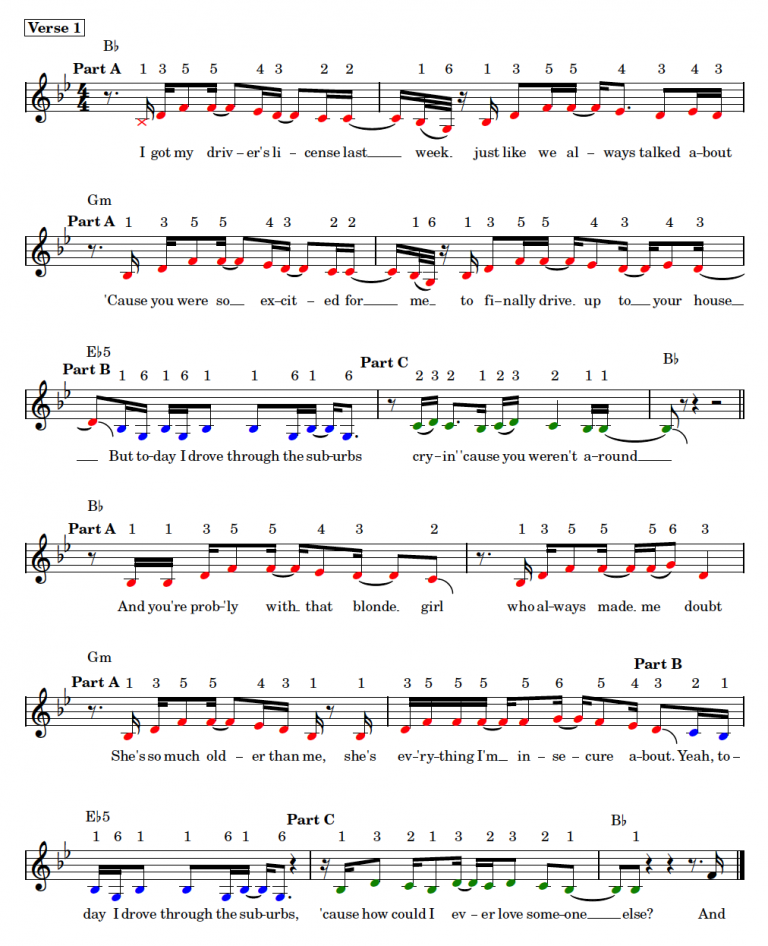 Verse 1
B♭
Part A 1 3 5 5 4 3 2 2 1 6 1 3 5 5 4 3 4 3
I got my driv – er's li – cense last____ week. just like we al – ways talked a – bout
Gm
Part A 1 3 5 5 4 3 2 2 1 6 1 3 5 5 4 3 4 3
'Cause you were so__ ex – cit – ed for____ me_ to fi – nally drive. up to__ your house__
E♭5 B♭
Part B 1 6 1 6 1 1 6 1 6 Part C 2 3 2 1 2 3 2 1 1
__ But to-day I drove through the sub-urbs cry – in' 'cause you weren't a – round____
B♭
Part A 1 1 3 5 5 4 3 2 1 3 5 5 5 6 3
And you're prob-'ly with_ that blonde. girl who al-ways made. me doubt
Gm
Part A 1 3 5 5 4 3 1 1 3 5 5 5 5 6 5 4 3 Part B 2 1
She's so much old – er than me, she's ev-'ry-thing I'm_ in – se – cure a-bout. Yeah, to –
E♭5 B♭
1 6 1 1 6 1 6 Part C 1 3 2 1 3 2 3 2 1 1
day I drove through the sub-urbs, 'cause how could I ev – er love some-one____ else? And